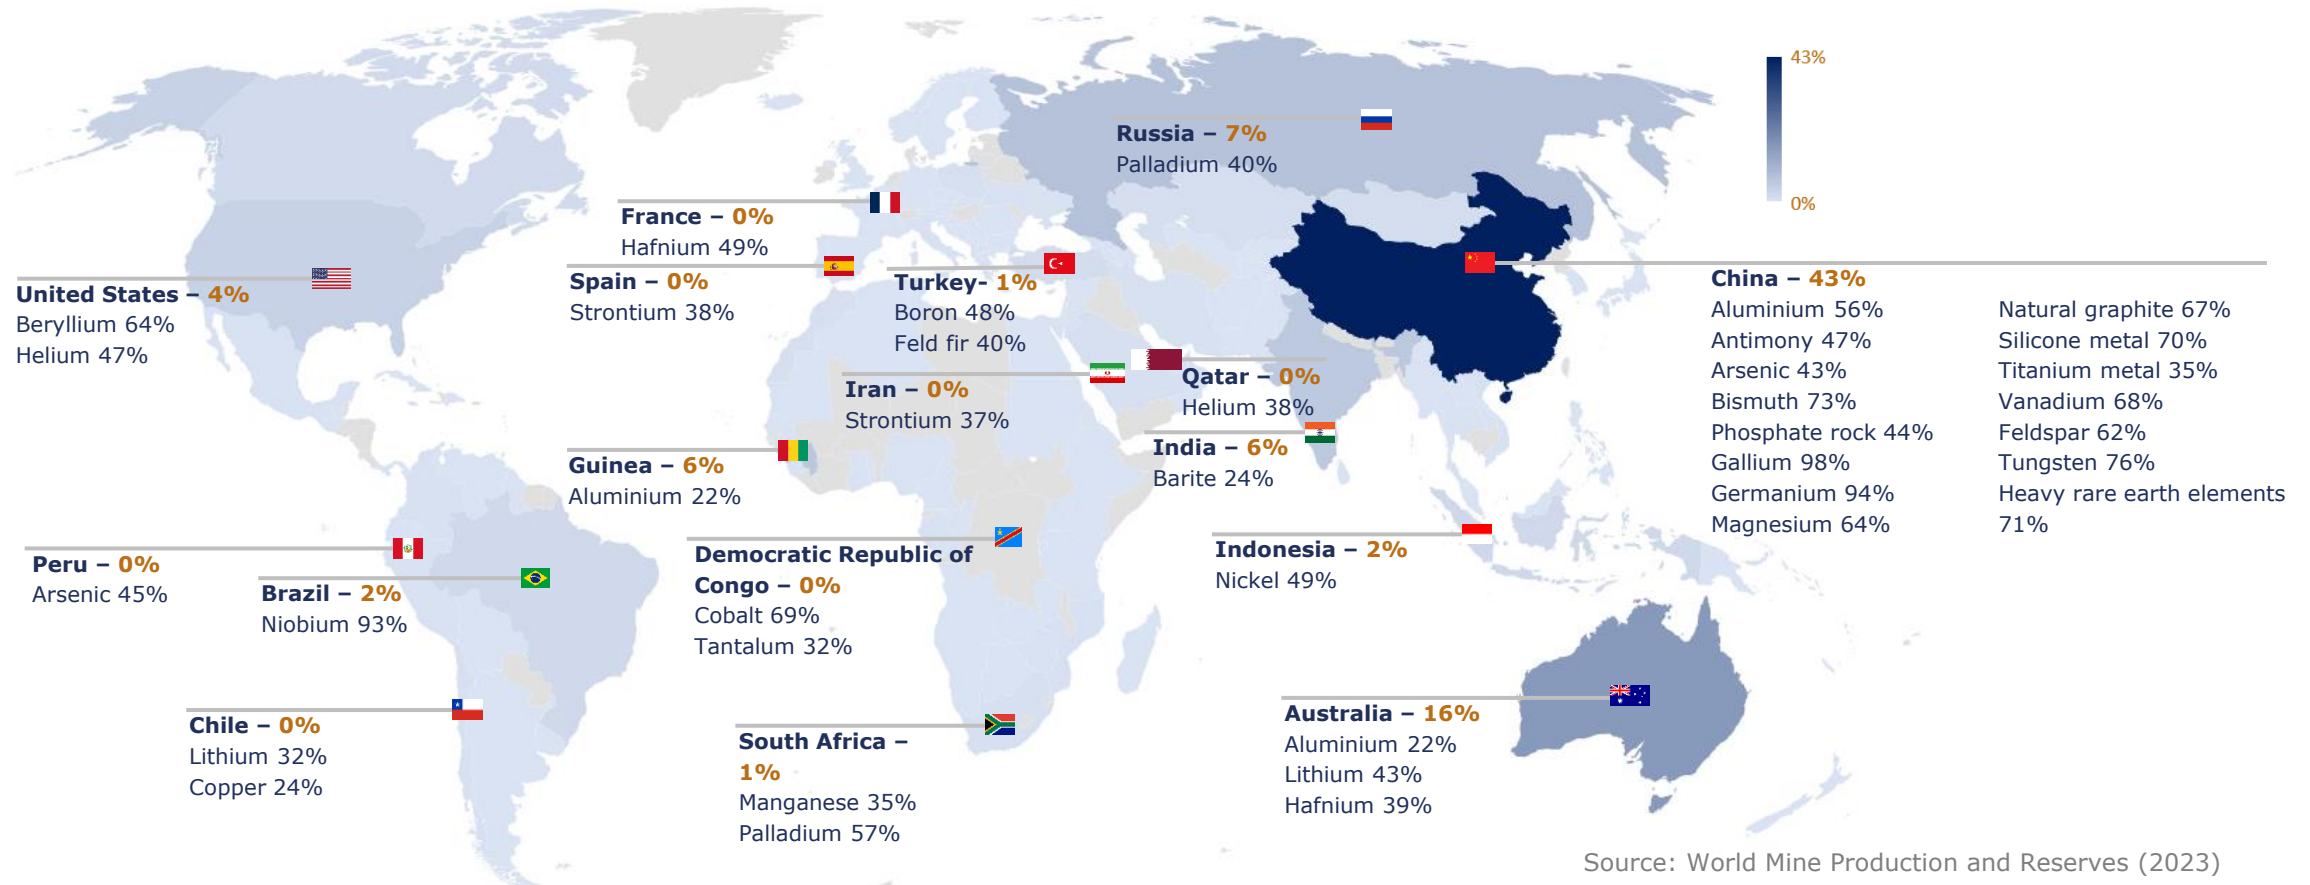 43%
0%
Russia – 7%
Palladium 40%
France – 0%
Hafnium 49%
Spain – 0%
Strontium 38%
Turkey- 1%
Boron 48%
Feld fir 40%
United States – 4%
Beryllium 64%
Helium 47%
China – 43%
Aluminium 56%
Antimony 47%
Arsenic 43%
Bismuth 73%
Phosphate rock 44%
Gallium 98%
Germanium 94%
Magnesium 64%
Natural graphite 67%
Silicone metal 70%
Titanium metal 35%
Vanadium 68%
Feldspar 62%
Tungsten 76%
Heavy rare earth elements
71%
Iran – 0%
Strontium 37%
Qatar – 0%
Helium 38%
India – 6%
Barite 24%
Guinea – 6%
Aluminium 22%
Peru – 0%
Arsenic 45%
Brazil – 2%
Niobium 93%
Democratic Republic of
Congo – 0%
Cobalt 69%
Tantalum 32%
Indonesia – 2%
Nickel 49%
Chile – 0%
Lithium 32%
Copper 24%
South Africa –
1%
Manganese 35%
Palladium 57%
Australia – 16%
Aluminium 22%
Lithium 43%
Hafnium 39%
Source: World Mine Production and Reserves (2023)